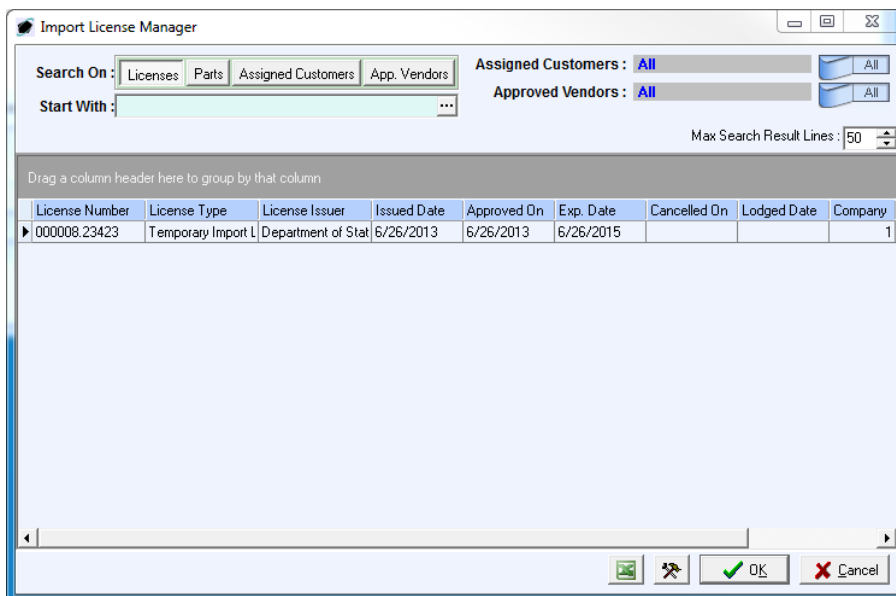 Import License Manager
Search On : Licenses Parts Assigned Customers App. Vendors
Assigned Customers : All All
Approved Vendors : All All
Start With : ...
Max Search Result Lines : 50
Drag a column header here to group by that column
License Number License Type License Issuer Issued Date Approved On Exp. Date Cancelled On Lodged Date Company
000008.23423 Temporary Import L Department of Stat 6/26/2013 6/26/2013 6/26/2015 1
OK Cancel